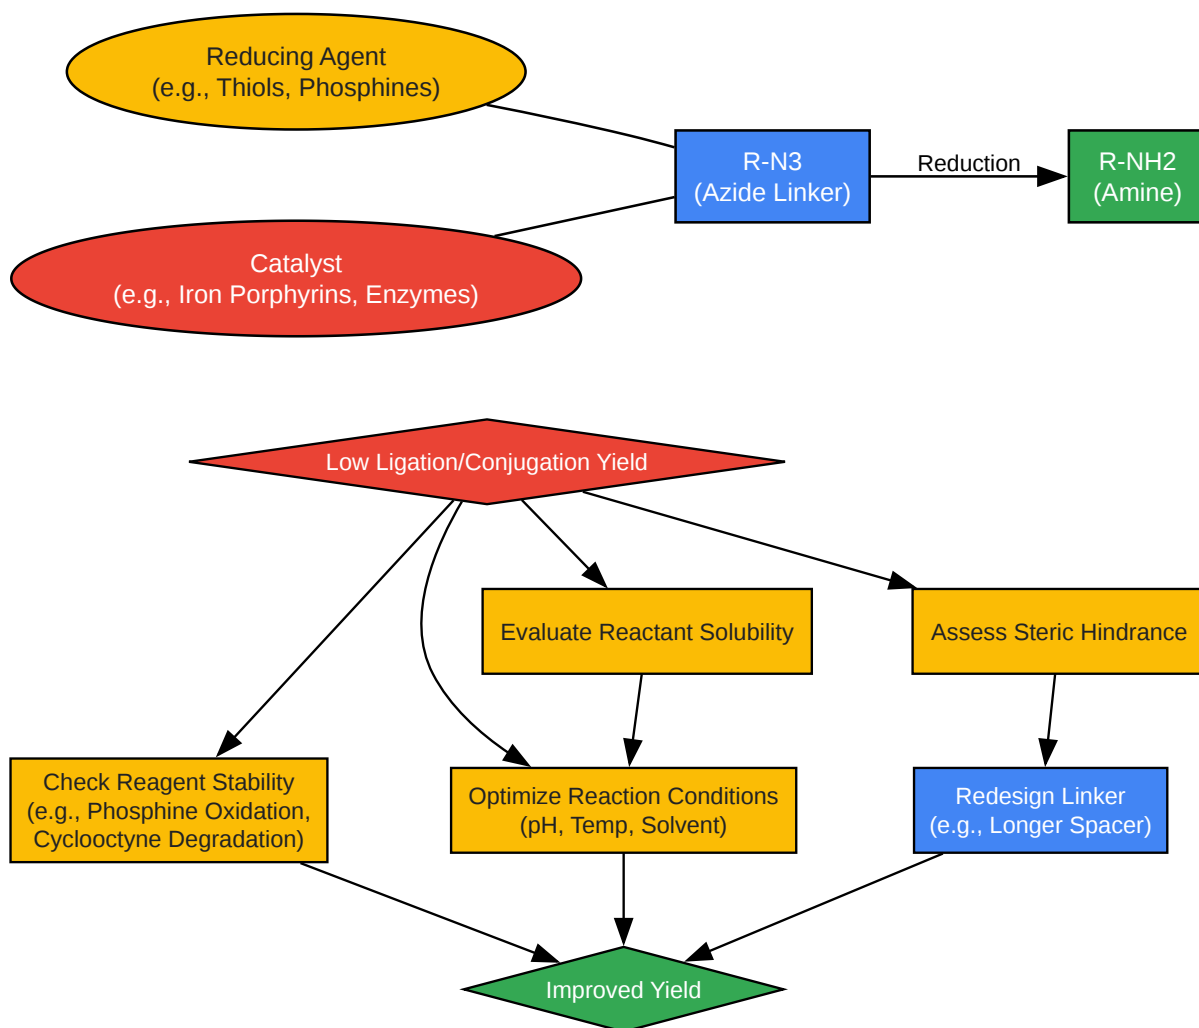 Reducing Agent
(e.g., Thiols, Phosphines)
R-N3
(Azide Linker)
Reduction
R-NH2
(Amine)
Catalyst
(e.g., Iron Porphyrins, Enzymes)
Low Ligation/Conjugation Yield
Evaluate Reactant Solubility
Assess Steric Hindrance
Check Reagent Stability
(e.g., Phosphine Oxidation,
Cyclooctyne Degradation)
Optimize Reaction Conditions
(pH, Temp, Solvent)
Redesign Linker
(e.g., Longer Spacer)
Improved Yield